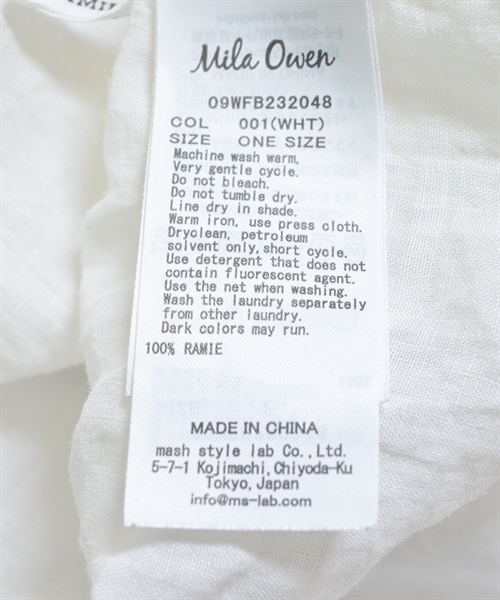 Mila Owen
09WFB232048
COL 001(WHT)
SIZE ONE SIZE
Machine wash warm,
Very gentle cycle.
Do not bleach.
Do not tumble dry.
Line dry in shade.
Warm iron, use press cloth.
Dryclean, petroleum
solvent only,short cycle.
Use detergent that does not
contain fluorescent agent.
Use the net when washing.
Wash the laundry separately
from other laundry.
Dark colors may run.
100% RAMIE
MADE IN CHINA
mash style lab Co.,Ltd.
5-7-1 Kojimachi,Chiyoda-Ku
Tokyo,Japan
info@ms-lab.com